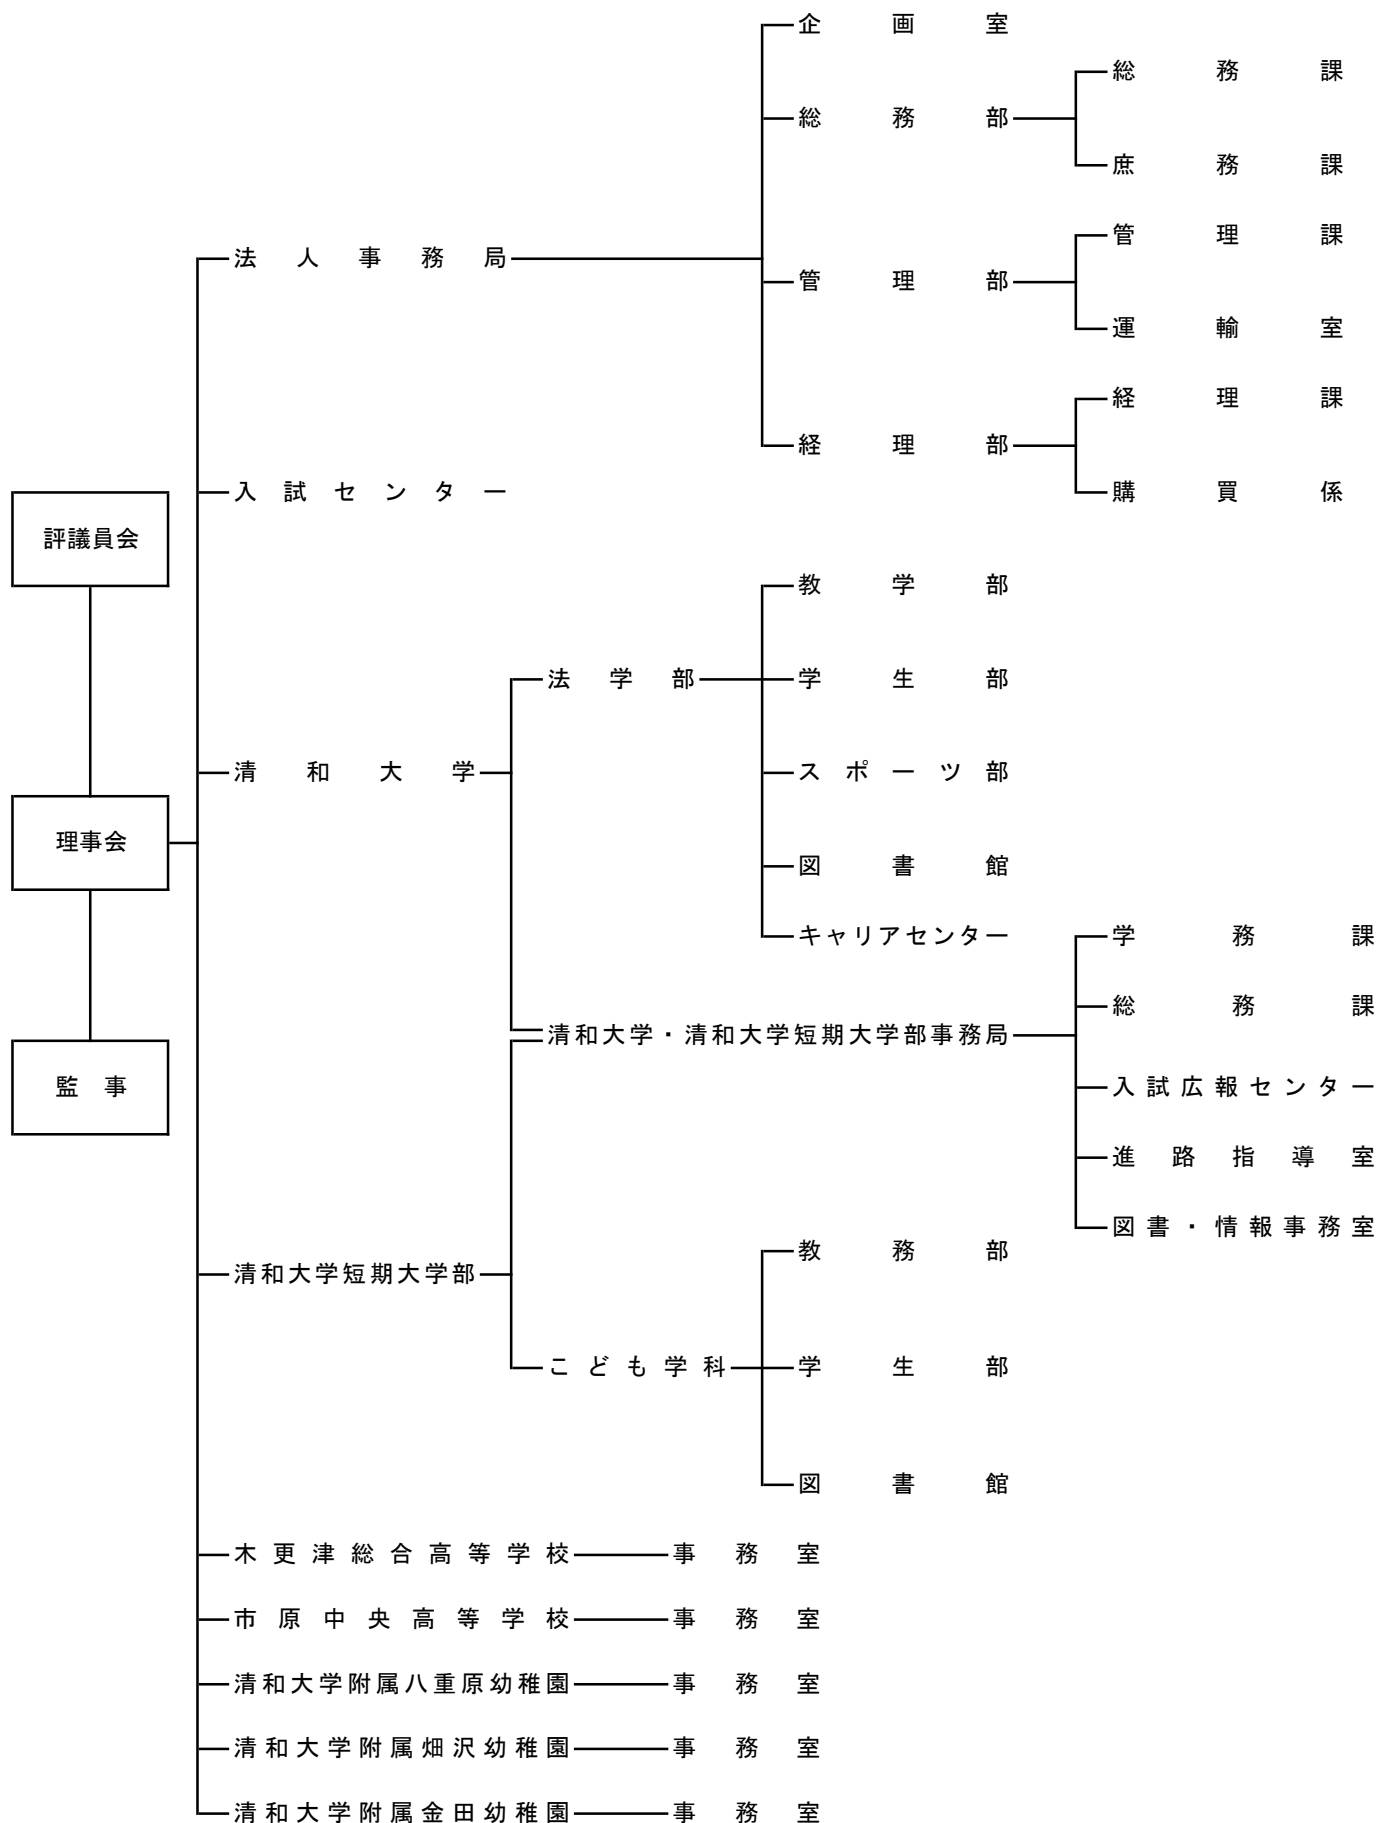 企画室
総務課
総務部
庶務課
管理課
法人事務局
管理部
運輸室
経理課
経理部
入試センター
購買係
評議員会
教学部
法学部
学生部
清和大学
スポーツ部
理事会
図書館
キャリアセンター
学務課
総務課
清和大学・清和大学短期大学部事務局
監事
入試広報センター
進路指導室
図書・情報事務室
教務部
清和大学短期大学部
こども学科
学生部
図書館
木更津総合高等学校 事務室
市原中央高等学校 事務室
清和大学附属八重原幼稚園 事務室
清和大学附属畑沢幼稚園 事務室
清和大学附属金田幼稚園 事務室